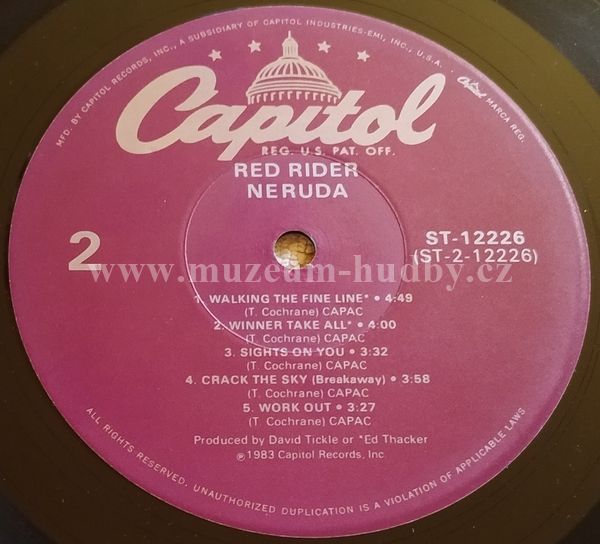 MFD. BY CAPITOL RECORDS, INC., A SUBSIDIARY OF CAPITOL INDUSTRIES-EMI, INC., U.S.A. • Capitol MARCA REG.
Capitol
REG. U.S. PAT. OFF.
RED RIDER
NERUDA
2
ST-12226
(ST-2-12226)
www.muzeum-hudby.cz
1. WALKING THE FINE LINE* • 4:49
(T. Cochrane) CAPAC
2. WINNER TAKE ALL* • 4:00
(T. Cochrane) CAPAC
3. SIGHTS ON YOU • 3:32
(T. Cochrane) CAPAC
4. CRACK THE SKY (Breakaway) • 3:58
(T. Cochrane) CAPAC
5. WORK OUT • 3:27
(T. Cochrane) CAPAC
Produced by David Tickle or *Ed Thacker
℗1983 Capitol Records, Inc.
ALL RIGHTS RESERVED. UNAUTHORIZED DUPLICATION IS A VIOLATION OF APPLICABLE LAWS